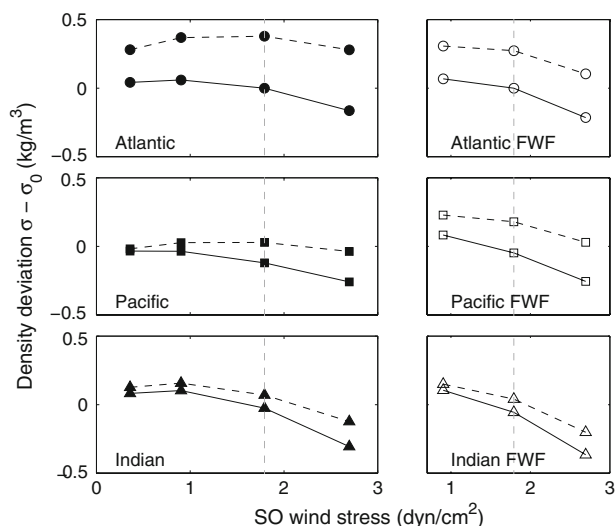 0.5
0
−0.5
Atlantic
Atlantic FWF
0.5
0
−0.5
Pacific
Pacific FWF
0.5
0
−0.5
Indian
Indian FWF
0 1 2 3
1 2 3
Density deviation σ − σ₀ (kg/m³)
SO wind stress (dyn/cm²)